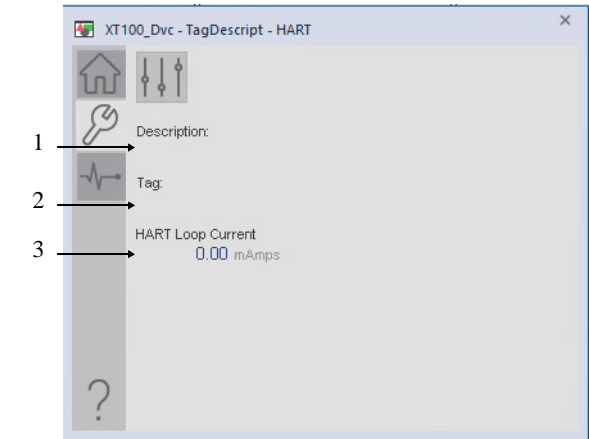 XT100_Dvc - TagDescript - HART
×
1
Description:
2
Tag:
3
HART Loop Current
0.00 mAmps
?